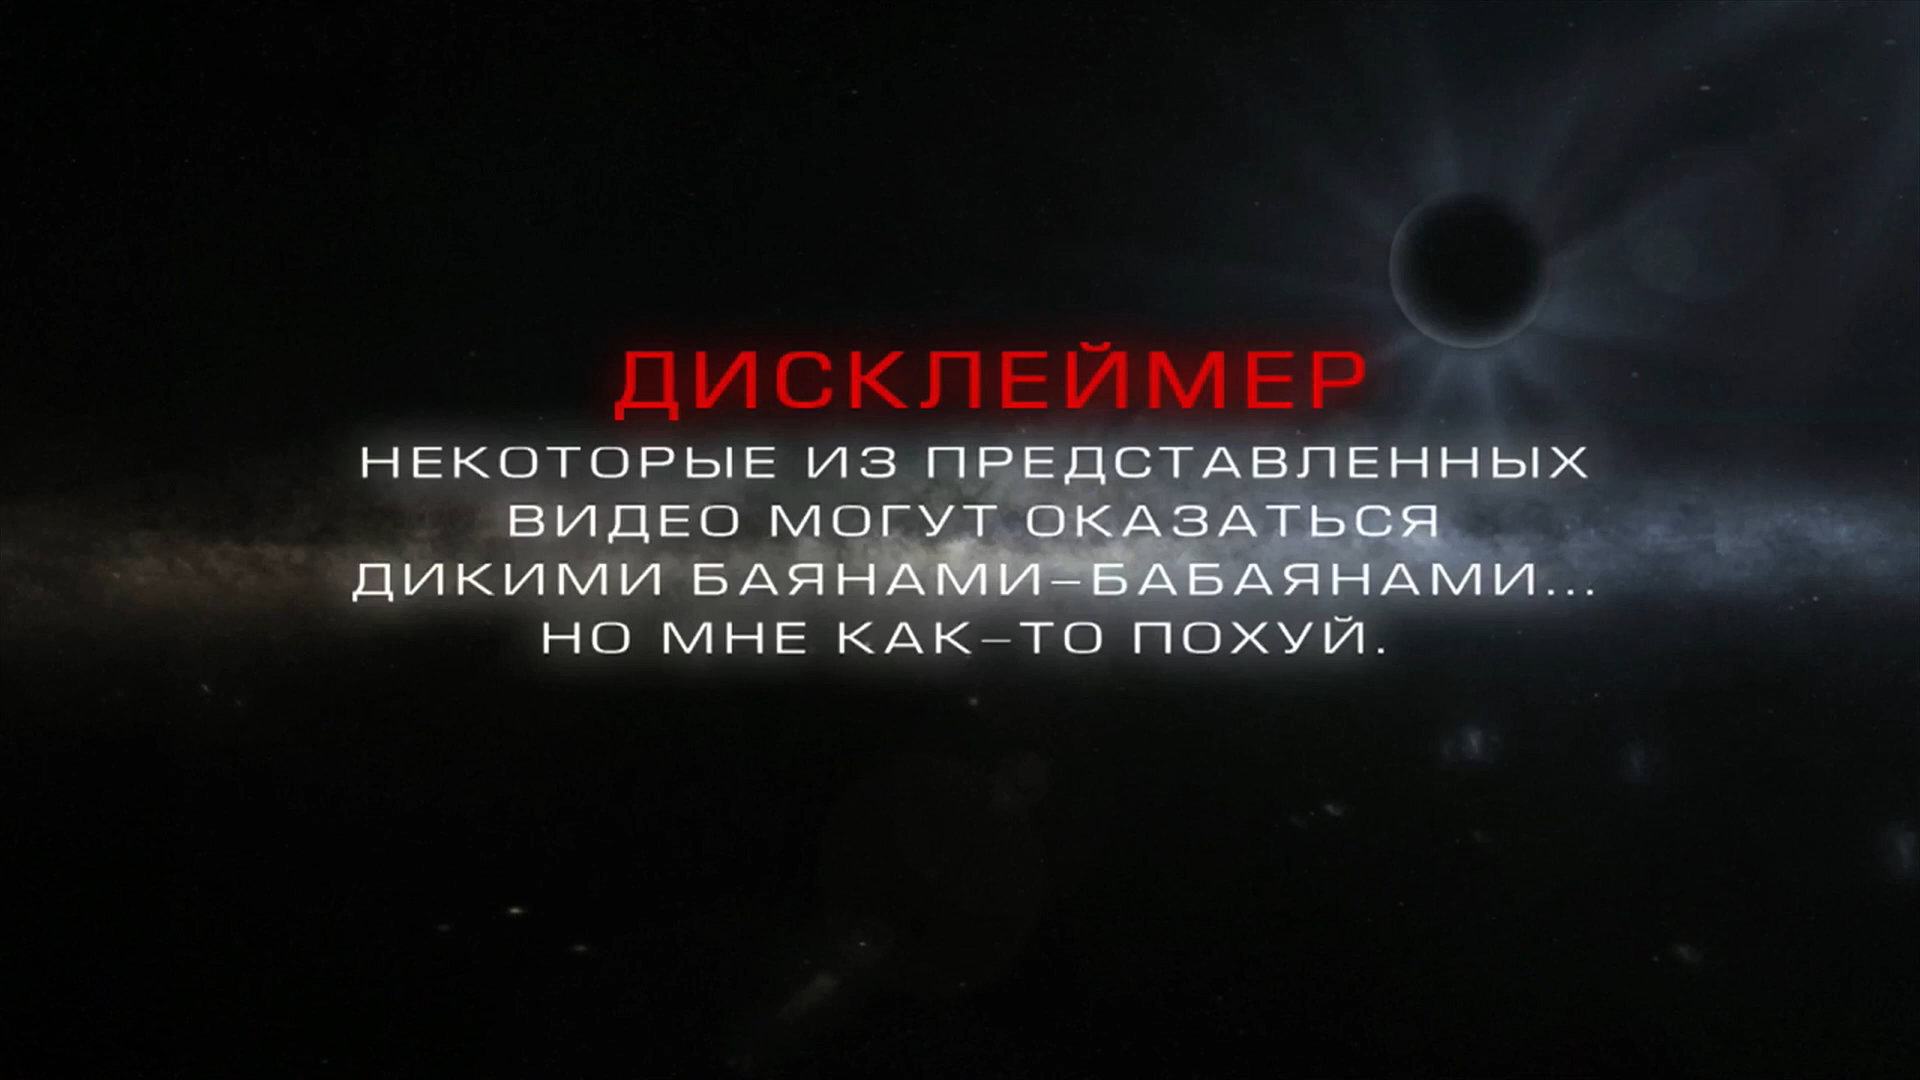 ДИСКЛЕЙМЕР
НЕКОТОРЫЕ ИЗ ПРЕДСТАВЛЕННЫХ
ВИДЕО МОГУТ ОКАЗАТЬСЯ
ДИКИМИ БАЯНАМИ–БАБАЯНАМИ...
НО МНЕ КАК–ТО ПОХУЙ.